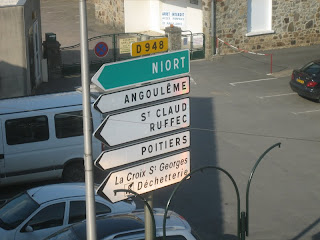 D 948
NIORT
ANGOULÊME
ST CLAUD
RUFFEC
POITIERS
La Croix St Georges
Déchetterie